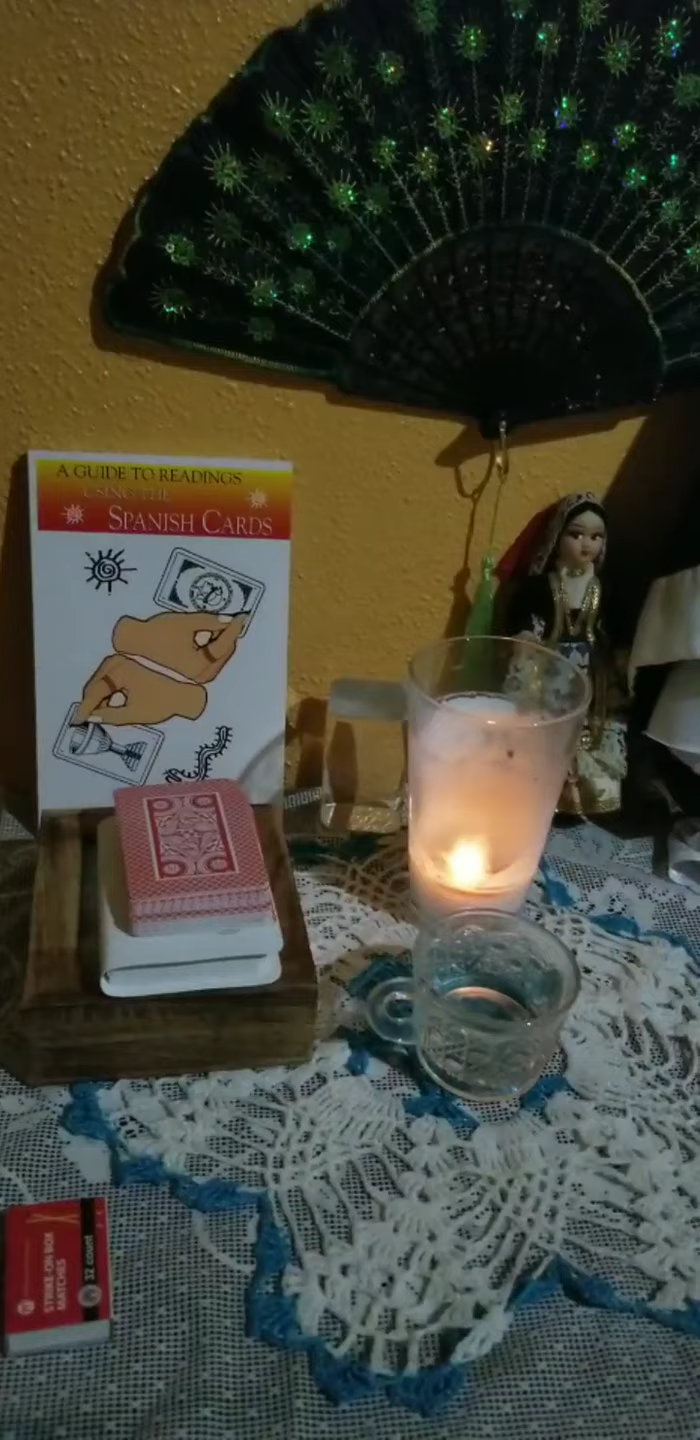 A GUIDE TO READINGS
USING THE
SPANISH CARDS
STRIKE-ON BOX
MATCHES
32 count